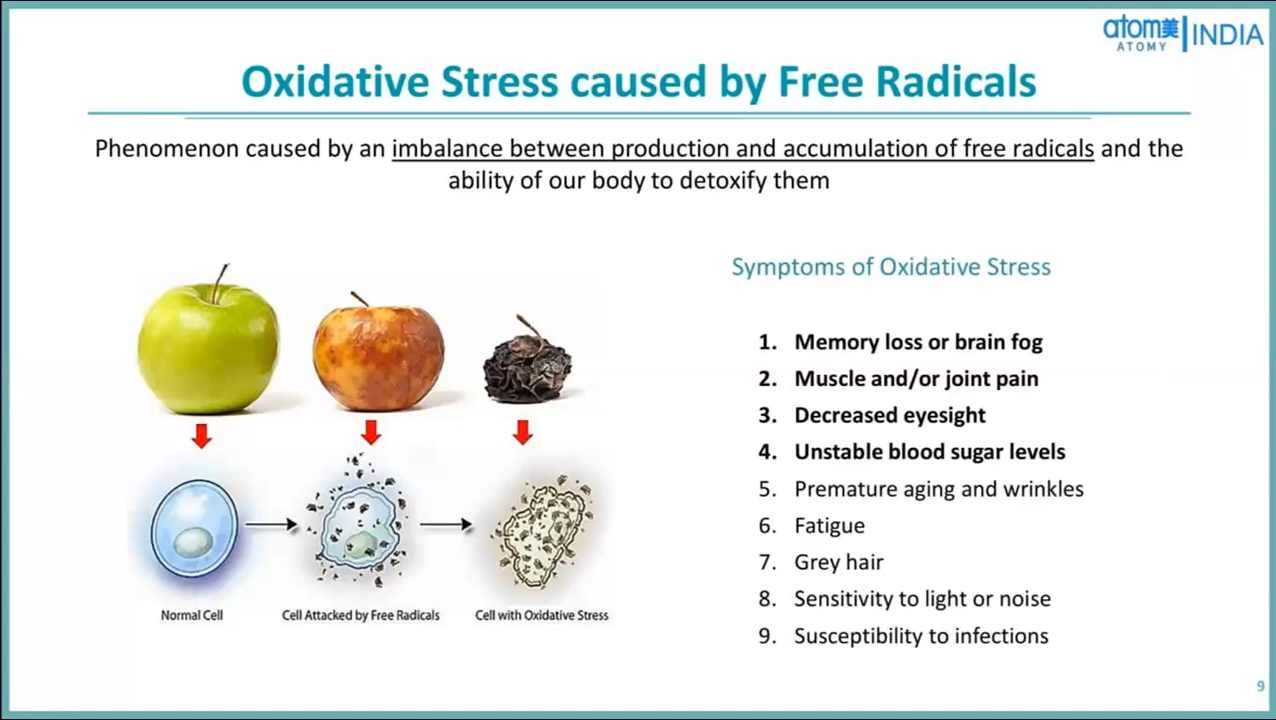 atom美 INDIA
ATOMY
Oxidative Stress caused by Free Radicals
Phenomenon caused by an imbalance between production and accumulation of free radicals and the
ability of our body to detoxify them
Symptoms of Oxidative Stress
1. Memory loss or brain fog
2. Muscle and/or joint pain
3. Decreased eyesight
4. Unstable blood sugar levels
5. Premature aging and wrinkles
6. Fatigue
7. Grey hair
8. Sensitivity to light or noise
9. Susceptibility to infections
Normal Cell
Cell Attacked by Free Radicals
Cell with Oxidative Stress
9